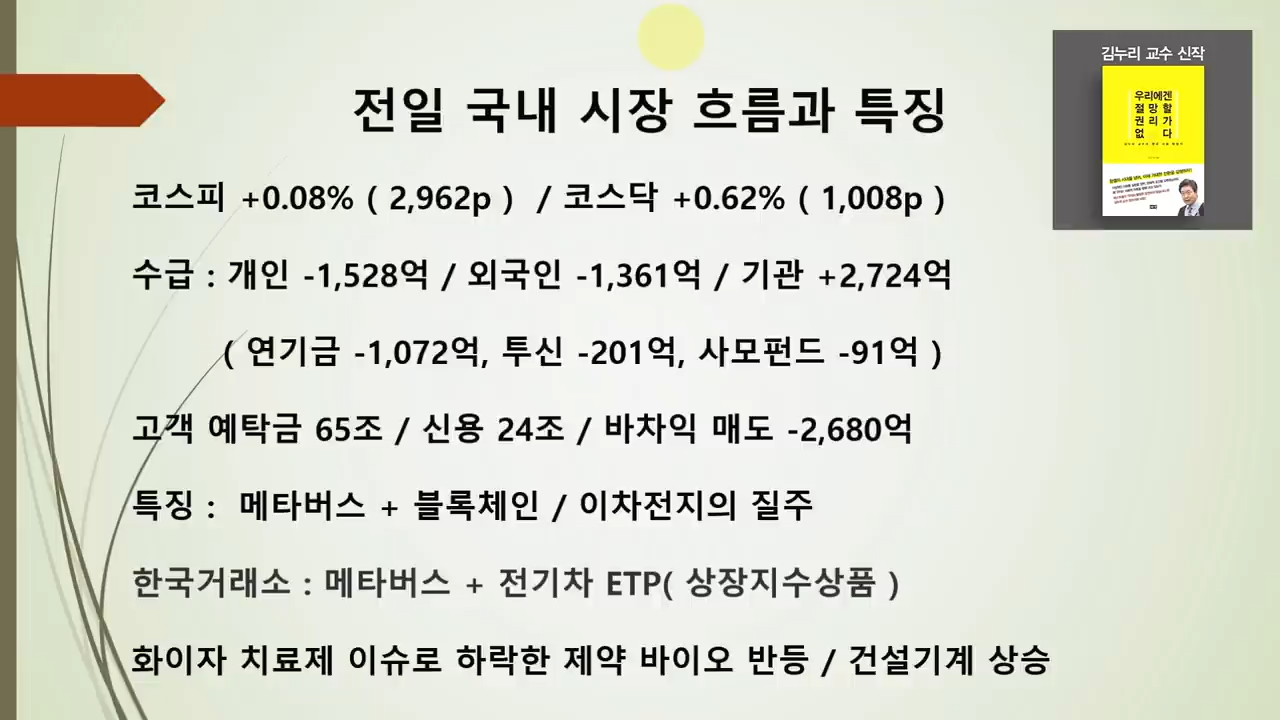 전일 국내 시장 흐름과 특징
김누리 교수 신작
우리에겐
절망할
권리가
없다
코스피 +0.08% ( 2,962p ) / 코스닥 +0.62% ( 1,008p )
수급 : 개인 -1,528억 / 외국인 -1,361억 / 기관 +2,724억
( 연기금 -1,072억, 투신 -201억, 사모펀드 -91억 )
고객 예탁금 65조 / 신용 24조 / 바차익 매도 -2,680억
특징 : 메타버스 + 블록체인 / 이차전지의 질주
한국거래소 : 메타버스 + 전기차 ETP( 상장지수상품 )
화이자 치료제 이슈로 하락한 제약 바이오 반등 / 건설기계 상승